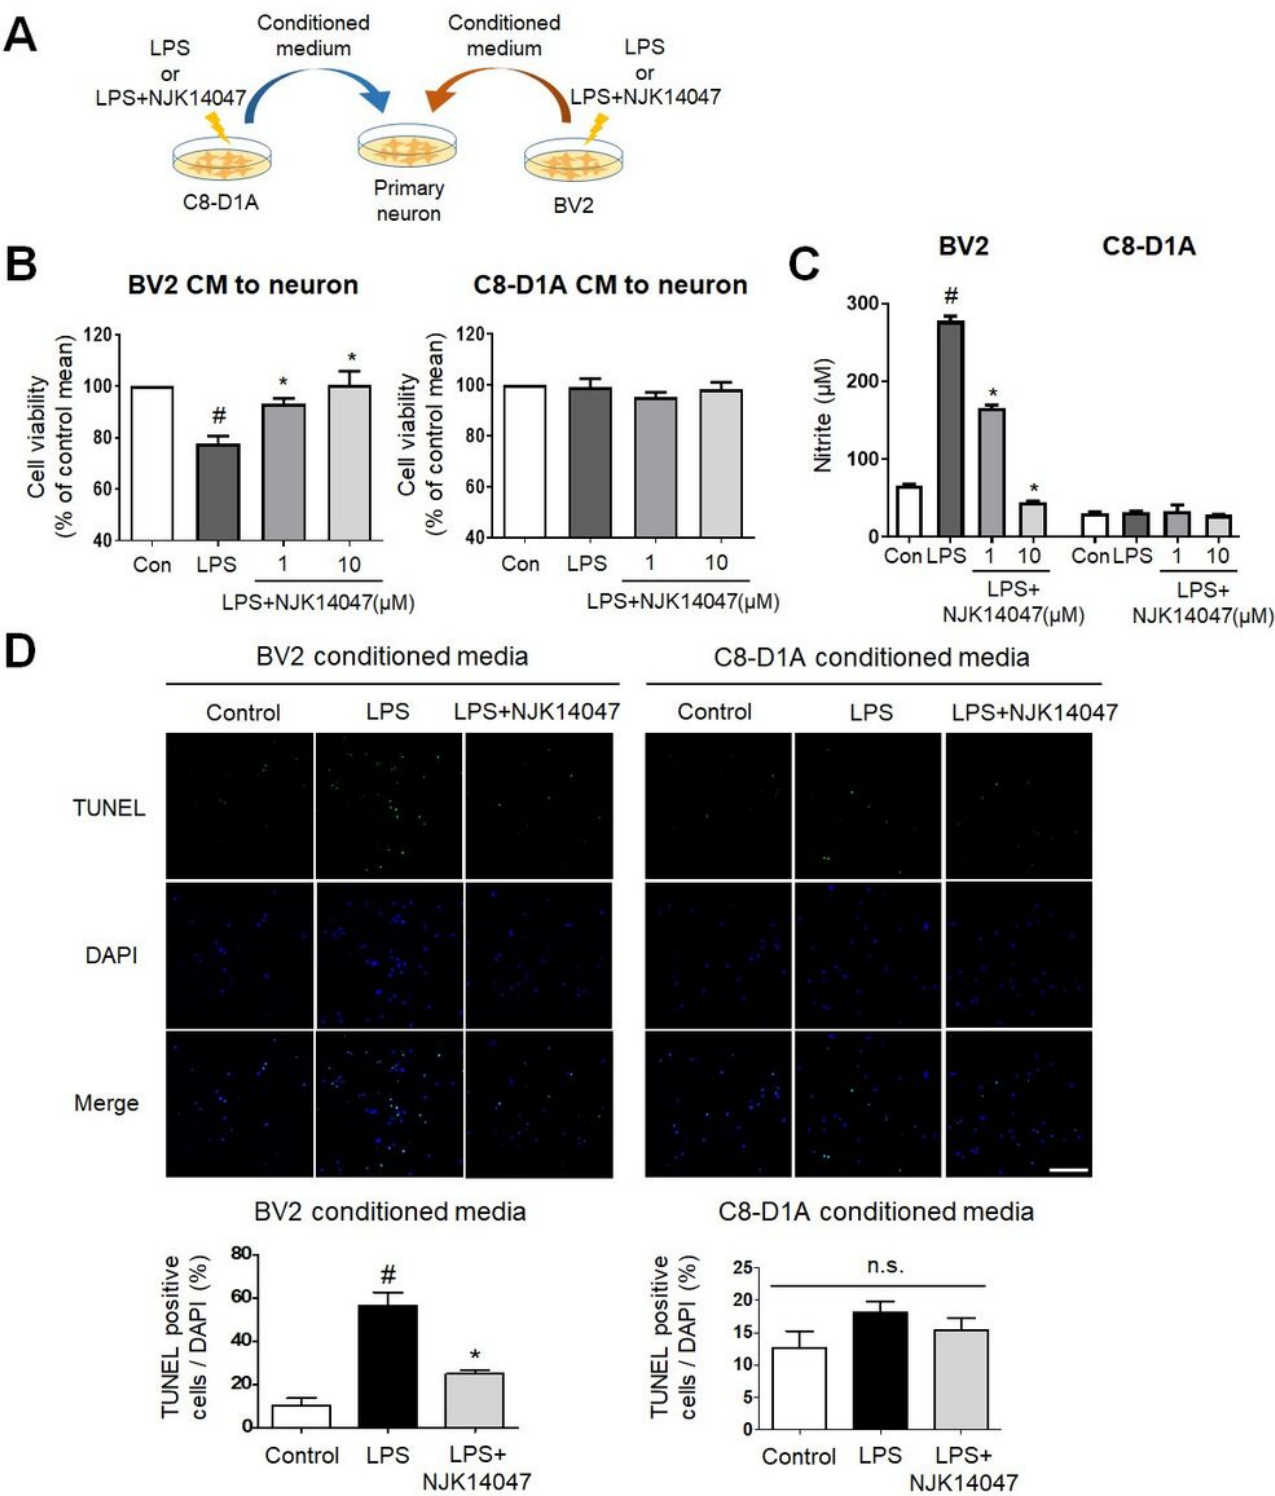 A
LPS
or
LPS+NJK14047
Conditioned
medium
Conditioned
medium
LPS
or
LPS+NJK14047
C8-D1A
Primary
neuron
BV2
B
BV2 CM to neuron
Cell viability
(% of control mean)
120
100
80
60
40
#
*
*
Con LPS 1 10
LPS+NJK14047(μM)
C8-D1A CM to neuron
Cell viability
(% of control mean)
120
100
80
60
40
Con LPS 1 10
LPS+NJK14047(μM)
C
BV2 C8-D1A
Nitrite (μM)
300
200
100
0
#
*
*
Con LPS 1 10 Con LPS 1 10
LPS+
NJK14047(μM)
LPS+
NJK14047(μM)
D
BV2 conditioned media
C8-D1A conditioned media
Control LPS LPS+NJK14047
Control LPS LPS+NJK14047
TUNEL
DAPI
Merge
BV2 conditioned media
TUNEL positive
cells / DAPI (%)
80
60
40
20
0
#
*
Control LPS LPS+
NJK14047
C8-D1A conditioned media
TUNEL positive
cells / DAPI (%)
25
20
15
10
5
0
n.s.
Control LPS LPS+
NJK14047